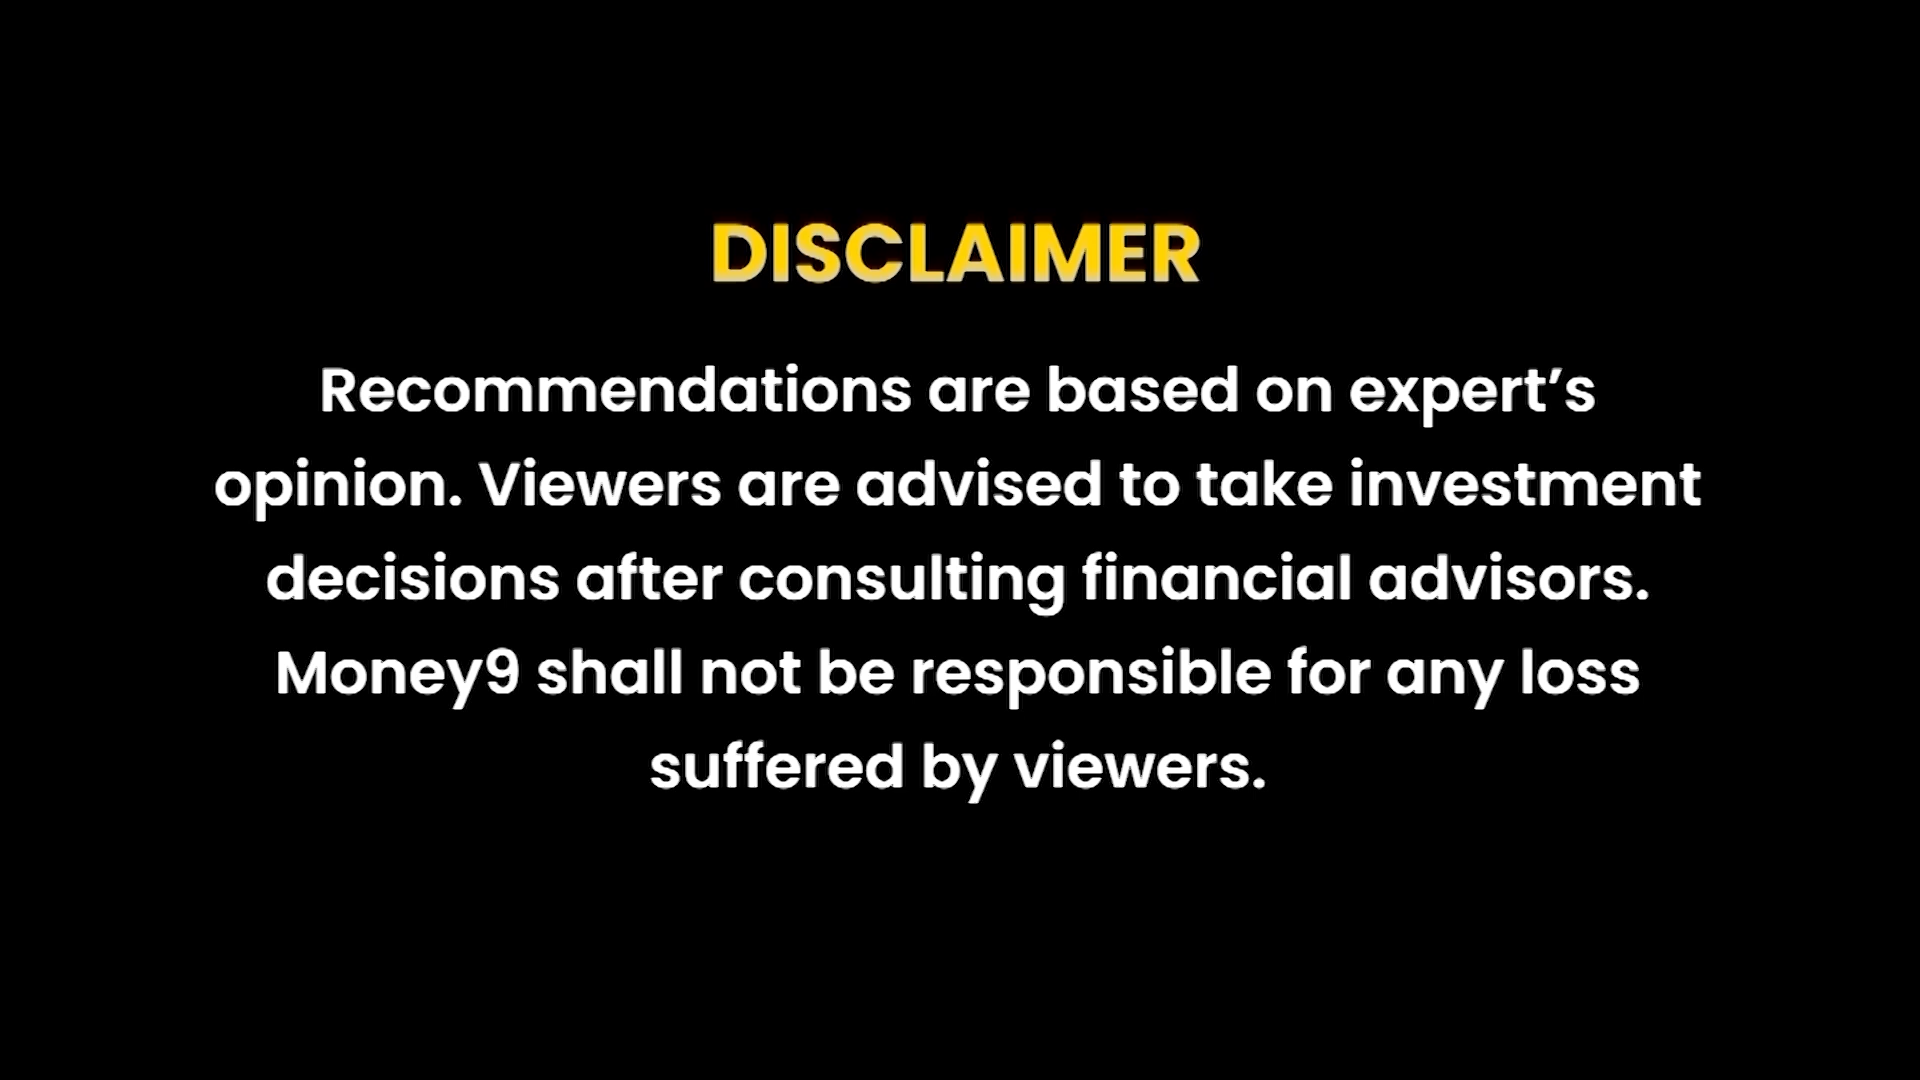 DISCLAIMER
Recommendations are based on expert’s
opinion. Viewers are advised to take investment
decisions after consulting financial advisors.
Money9 shall not be responsible for any loss
suffered by viewers.